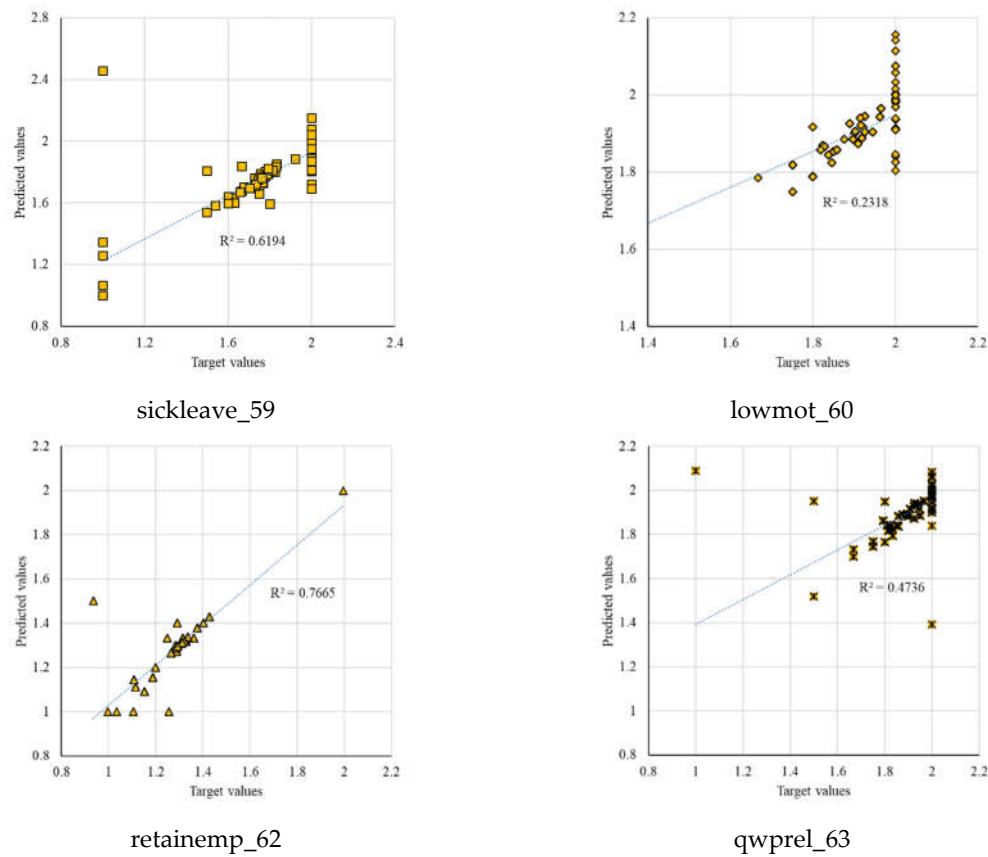 2.8
2.4
2
1.6
1.2
0.8
Predicted values
R² = 0.6194
0.8 1.2 1.6 2 2.4
Target values
sickleave_59
2.2
2
1.8
1.6
1.4
Predicted values
R² = 0.2318
1.4 1.6 1.8 2 2.2
Target values
lowmot_60
2.2
2
1.8
1.6
1.4
1.2
1
0.8
Predicted values
R² = 0.7665
0.8 1 1.2 1.4 1.6 1.8 2 2.2
Target values
retainemp_62
2.2
2
1.8
1.6
1.4
1.2
1
0.8
Predicted values
R² = 0.4736
0.8 1 1.2 1.4 1.6 1.8 2 2.2
Target values
qwprel_63